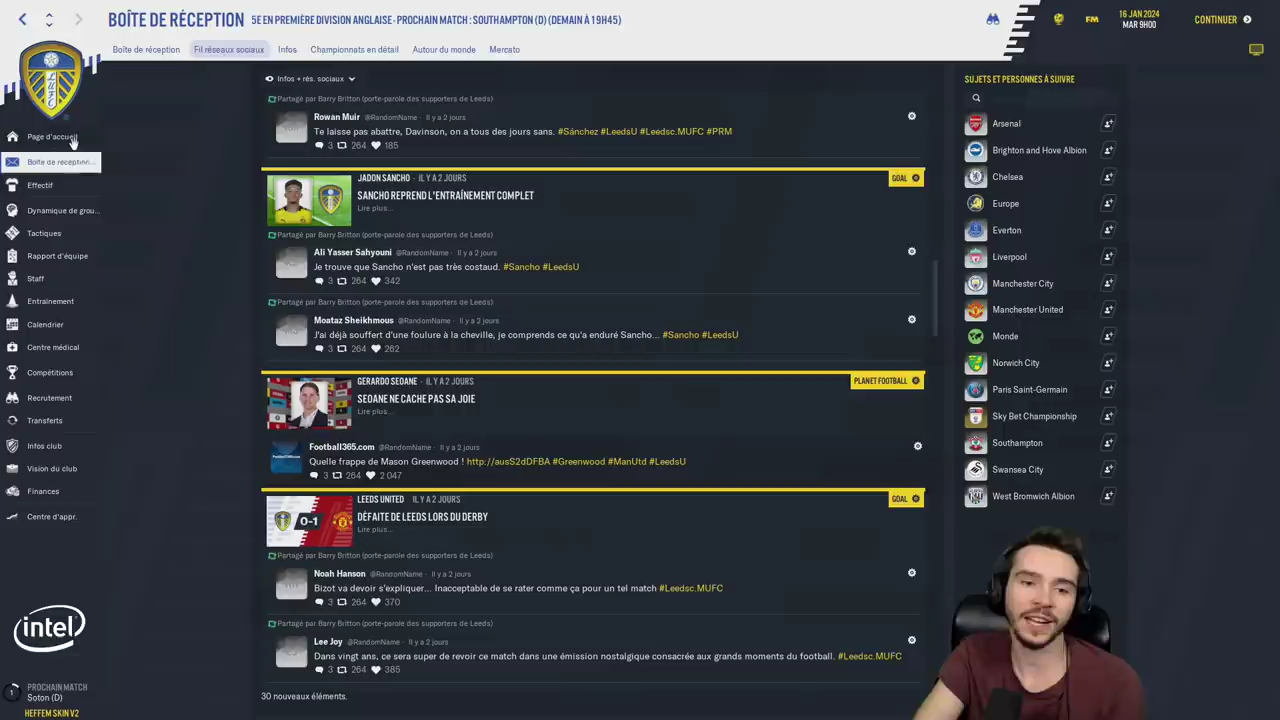 BOÎTE DE RÉCEPTION
5E EN PREMIÈRE DIVISION ANGLAISE - PROCHAIN MATCH : SOUTHAMPTON (D) (DEMAIN À 19H45)
FM
16 JAN 2024
MAR 9H00
CONTINUER
Boîte de réception
Fil réseaux sociaux
Infos
Championnats en détail
Autour du monde
Mercato
Page d'accueil
Boîte de réception...
Effectif
Dynamique de grou...
Tactiques
Rapport d'équipe
Staff
Entraînement
Calendrier
Centre médical
Compétitions
Recrutement
Transferts
Infos club
Vision du club
Finances
Centre d'appr.
intel
1
PROCHAIN MATCH
Soton (D)
HEFFEM SKIN V2
Infos + rés. sociaux
Partagé par Barry Britton (porte-parole des supporters de Leeds)
Rowan Muir @RandomName · Il y a 2 jours
Te laisse pas abattre, Davinson, on a tous des jours sans. #Sánchez #LeedsU #Leedsc.MUFC #PRM
3 264 185
JADON SANCHO - IL Y A 2 JOURS
GOAL
SANCHO REPREND L'ENTRAÎNEMENT COMPLET
Lire plus...
Partagé par Barry Britton (porte-parole des supporters de Leeds)
Ali Yasser Sahyouni @RandomName · Il y a 2 jours
Je trouve que Sancho n'est pas très costaud. #Sancho #LeedsU
3 264 342
Partagé par Barry Britton (porte-parole des supporters de Leeds)
Moataz Sheikhmous @RandomName · Il y a 2 jours
J'ai déjà souffert d'une foulure à la cheville, je comprends ce qu'a enduré Sancho... #Sancho #LeedsU
3 264 262
GERARDO SEOANE - IL Y A 2 JOURS
PLANET FOOTBALL
SEOANE NE CACHE PAS SA JOIE
Lire plus...
Football365.com @RandomName · Il y a 2 jours
Quelle frappe de Mason Greenwood ! http://ausS2dDFBA #Greenwood #ManUtd #LeedsU
3 264 2 047
LEEDS UNITED IL Y A 2 JOURS
GOAL
0-1
DÉFAITE DE LEEDS LORS DU DERBY
Lire plus...
Partagé par Barry Britton (porte-parole des supporters de Leeds)
Noah Hanson @RandomName · Il y a 2 jours
Bizot va devoir s'expliquer... Inacceptable de se rater comme ça pour un tel match #Leedsc.MUFC
3 264 370
Partagé par Barry Britton (porte-parole des supporters de Leeds)
Lee Joy @RandomName · Il y a 2 jours
Dans vingt ans, ce sera super de revoir ce match dans une émission nostalgique consacrée aux grands moments du football. #Leedsc.MUFC
3 264 385
30 nouveaux éléments.
SUJETS ET PERSONNES À SUIVRE
Arsenal
Brighton and Hove Albion
Chelsea
Europe
Everton
Liverpool
Manchester City
Manchester United
Monde
Norwich City
Paris Saint-Germain
Sky Bet Championship
Southampton
Swansea City
West Bromwich Albion